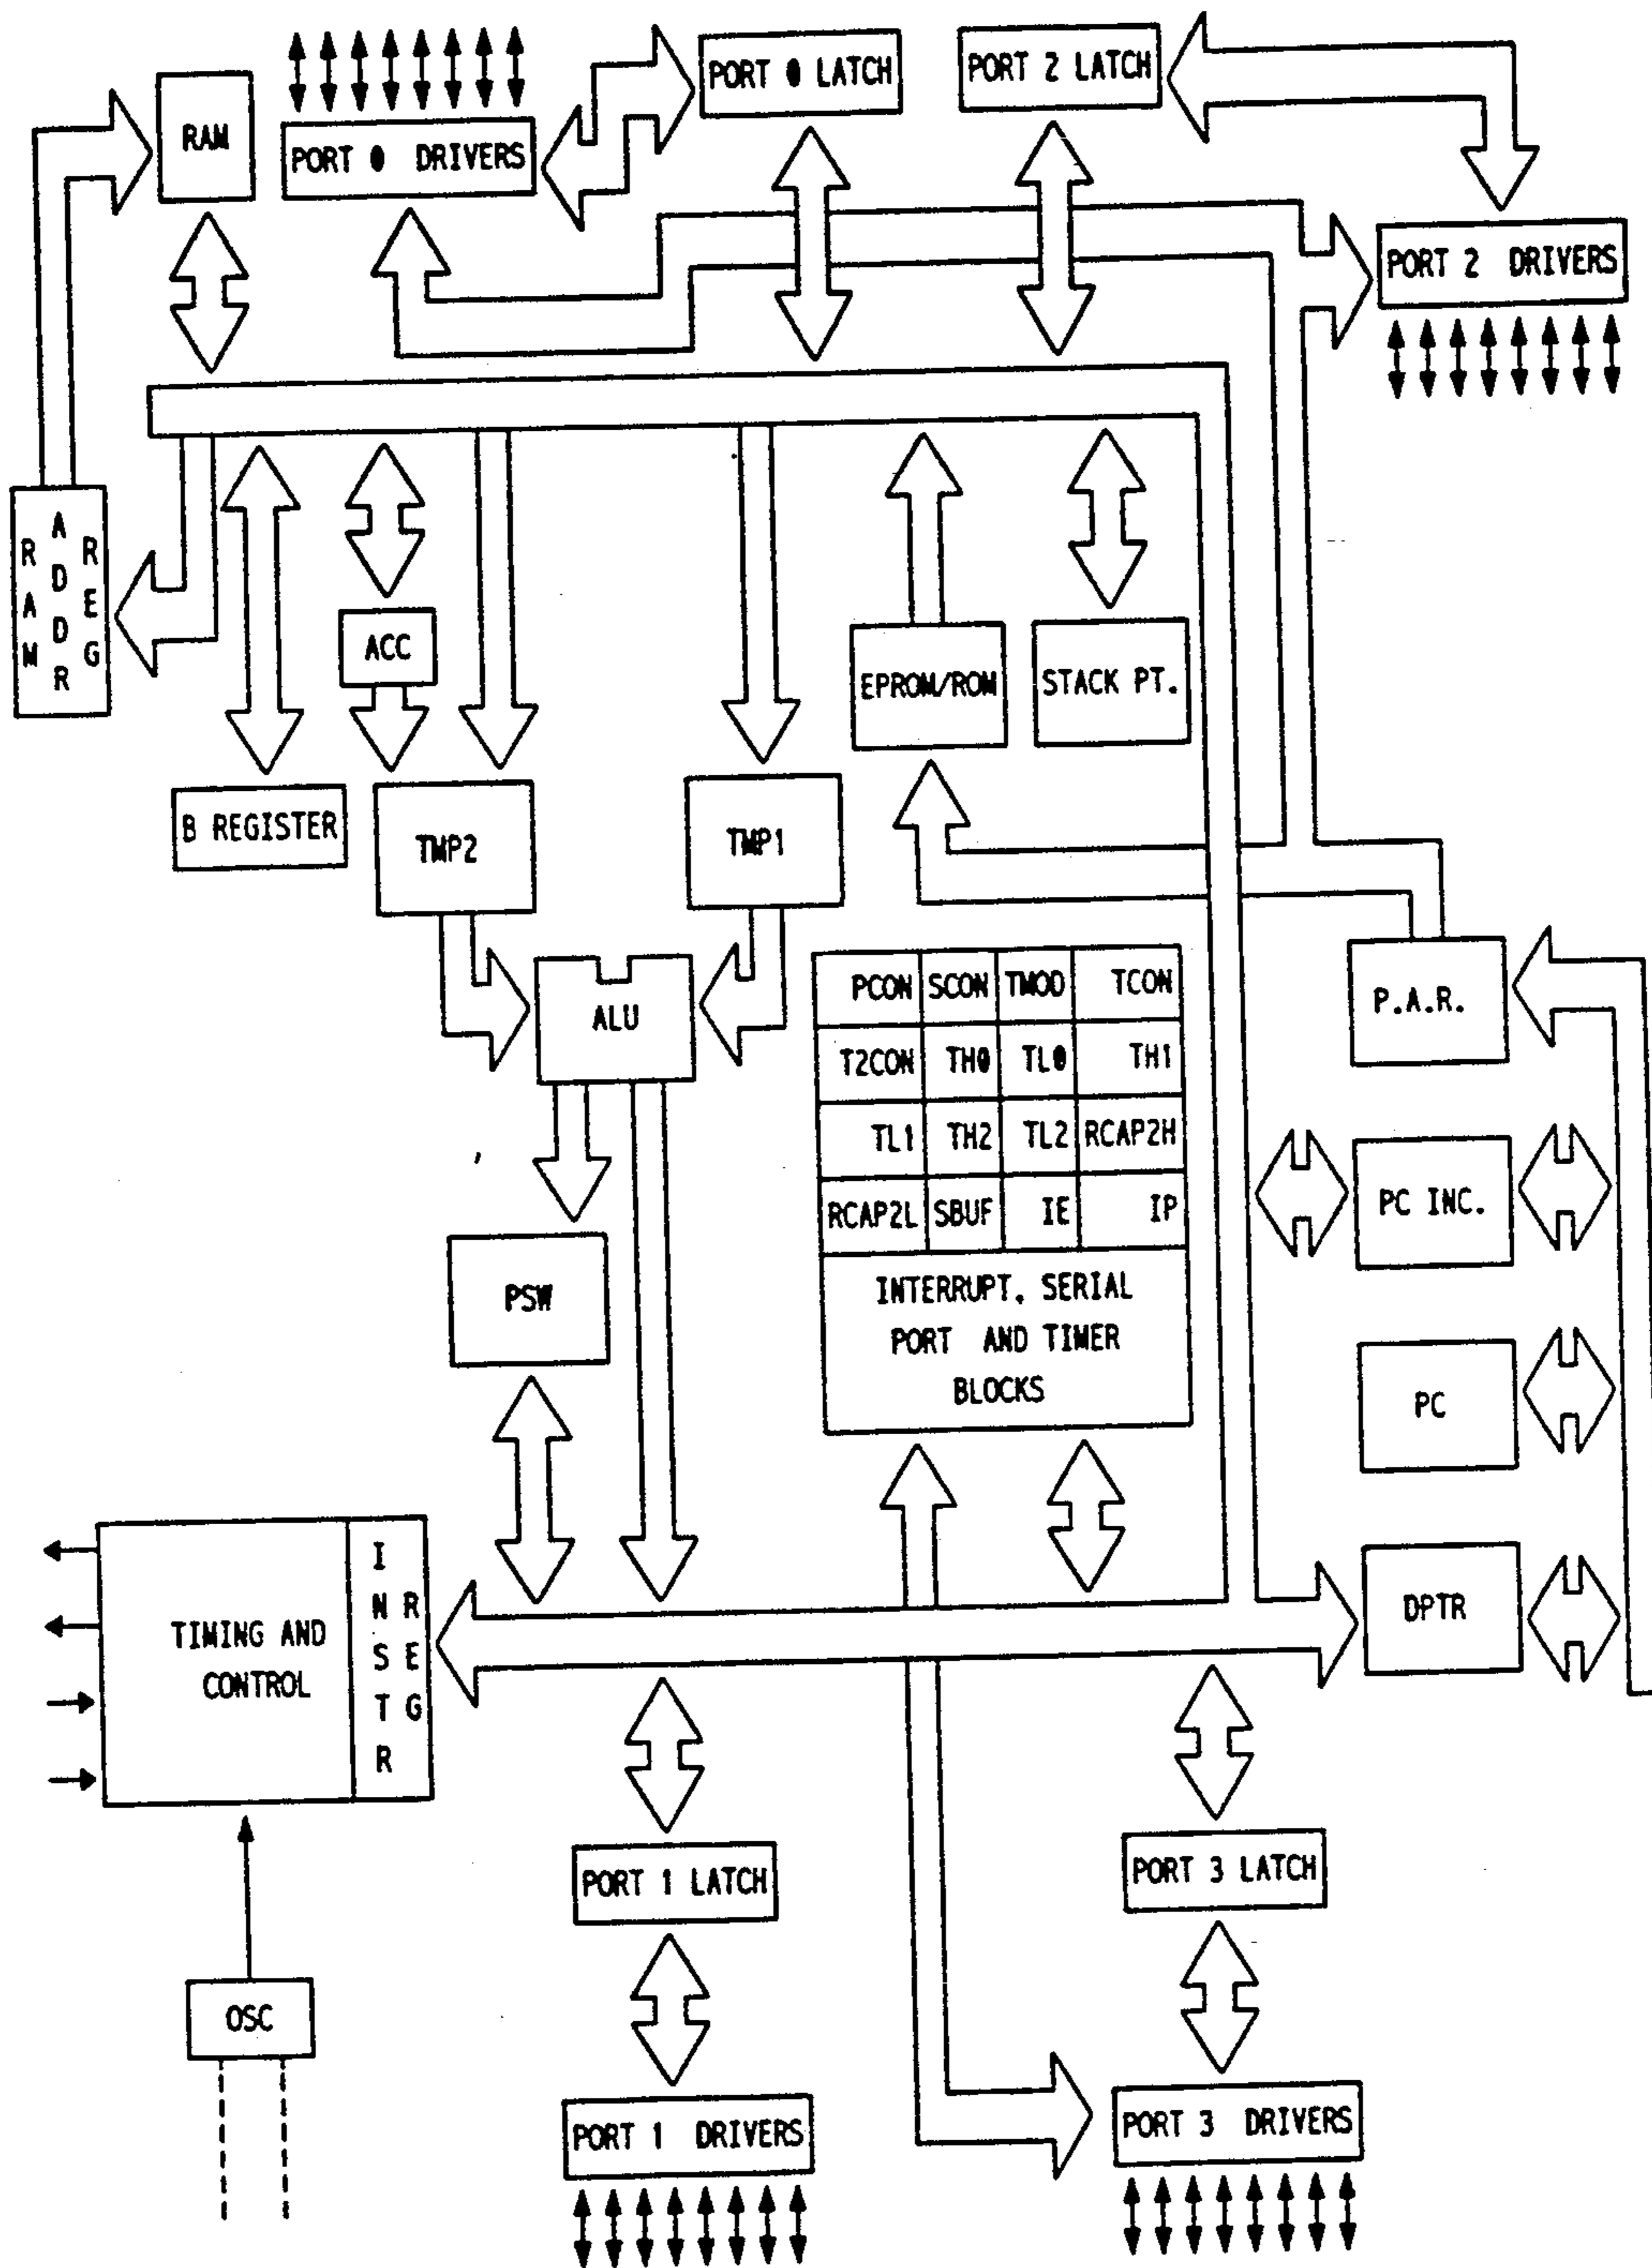 PORT 0 LATCH
PORT 2 LATCH
RAM
PORT 0 DRIVERS
PORT 2 DRIVERS
RAM
ADDR
REG
ACC
EPROM/ROM
STACK PT.
B REGISTER
TMP2
TMP1
ALU
PCON SCON TMOD TCON
T2CON TH0 TL0 TH1
TL1 TH2 TL2 RCAP2H
RCAP2L SBUF IE IP
INTERRUPT, SERIAL
PORT AND TIMER
BLOCKS
P.A.R.
PC INC.
PSW
PC
TIMING AND
CONTROL
INSTR
REG
DPTR
PORT 1 LATCH
PORT 3 LATCH
OSC
PORT 1 DRIVERS
PORT 3 DRIVERS